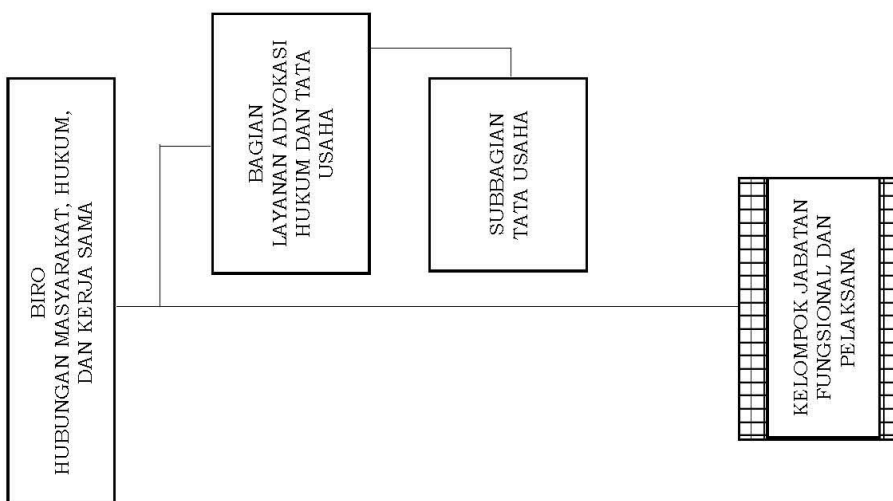 BIRO
HUBUNGAN MASYARAKAT, HUKUM,
DAN KERJA SAMA
BAGIAN
LAYANAN ADVOKASI
HUKUM DAN TATA
USAHA
SUBBAGIAN
TATA USAHA
KELOMPOK JABATAN
FUNGSIONAL DAN
PELAKSANA